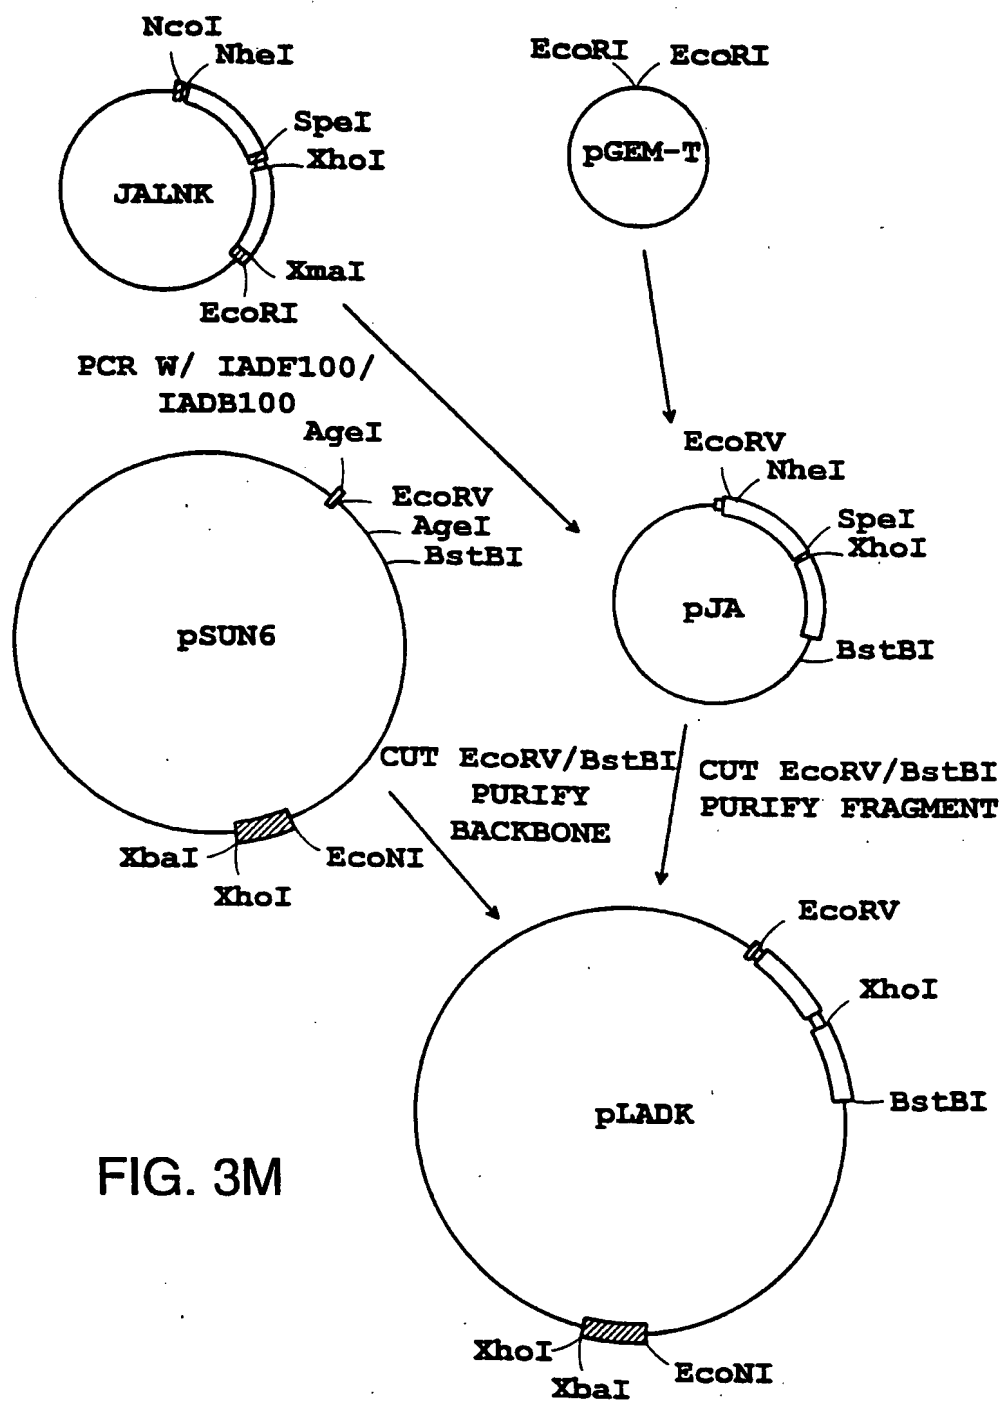 NcoI
NheI
SpeI
XhoI
JALNK
XmaI
EcoRI
EcoRI
EcoRI
pGEM-T
PCR W/ IADF100/
IADB100
AgeI
EcoRV
AgeI
BstBI
pSUN6
XbaI
XhoI
EcoNI
EcoRV
NheI
SpeI
XhoI
pJA
BstBI
CUT EcoRV/BstBI
PURIFY
BACKBONE
CUT EcoRV/BstBI
PURIFY FRAGMENT
EcoRV
XhoI
BstBI
pLADK
XhoI
XbaI
EcoNI
FIG. 3M